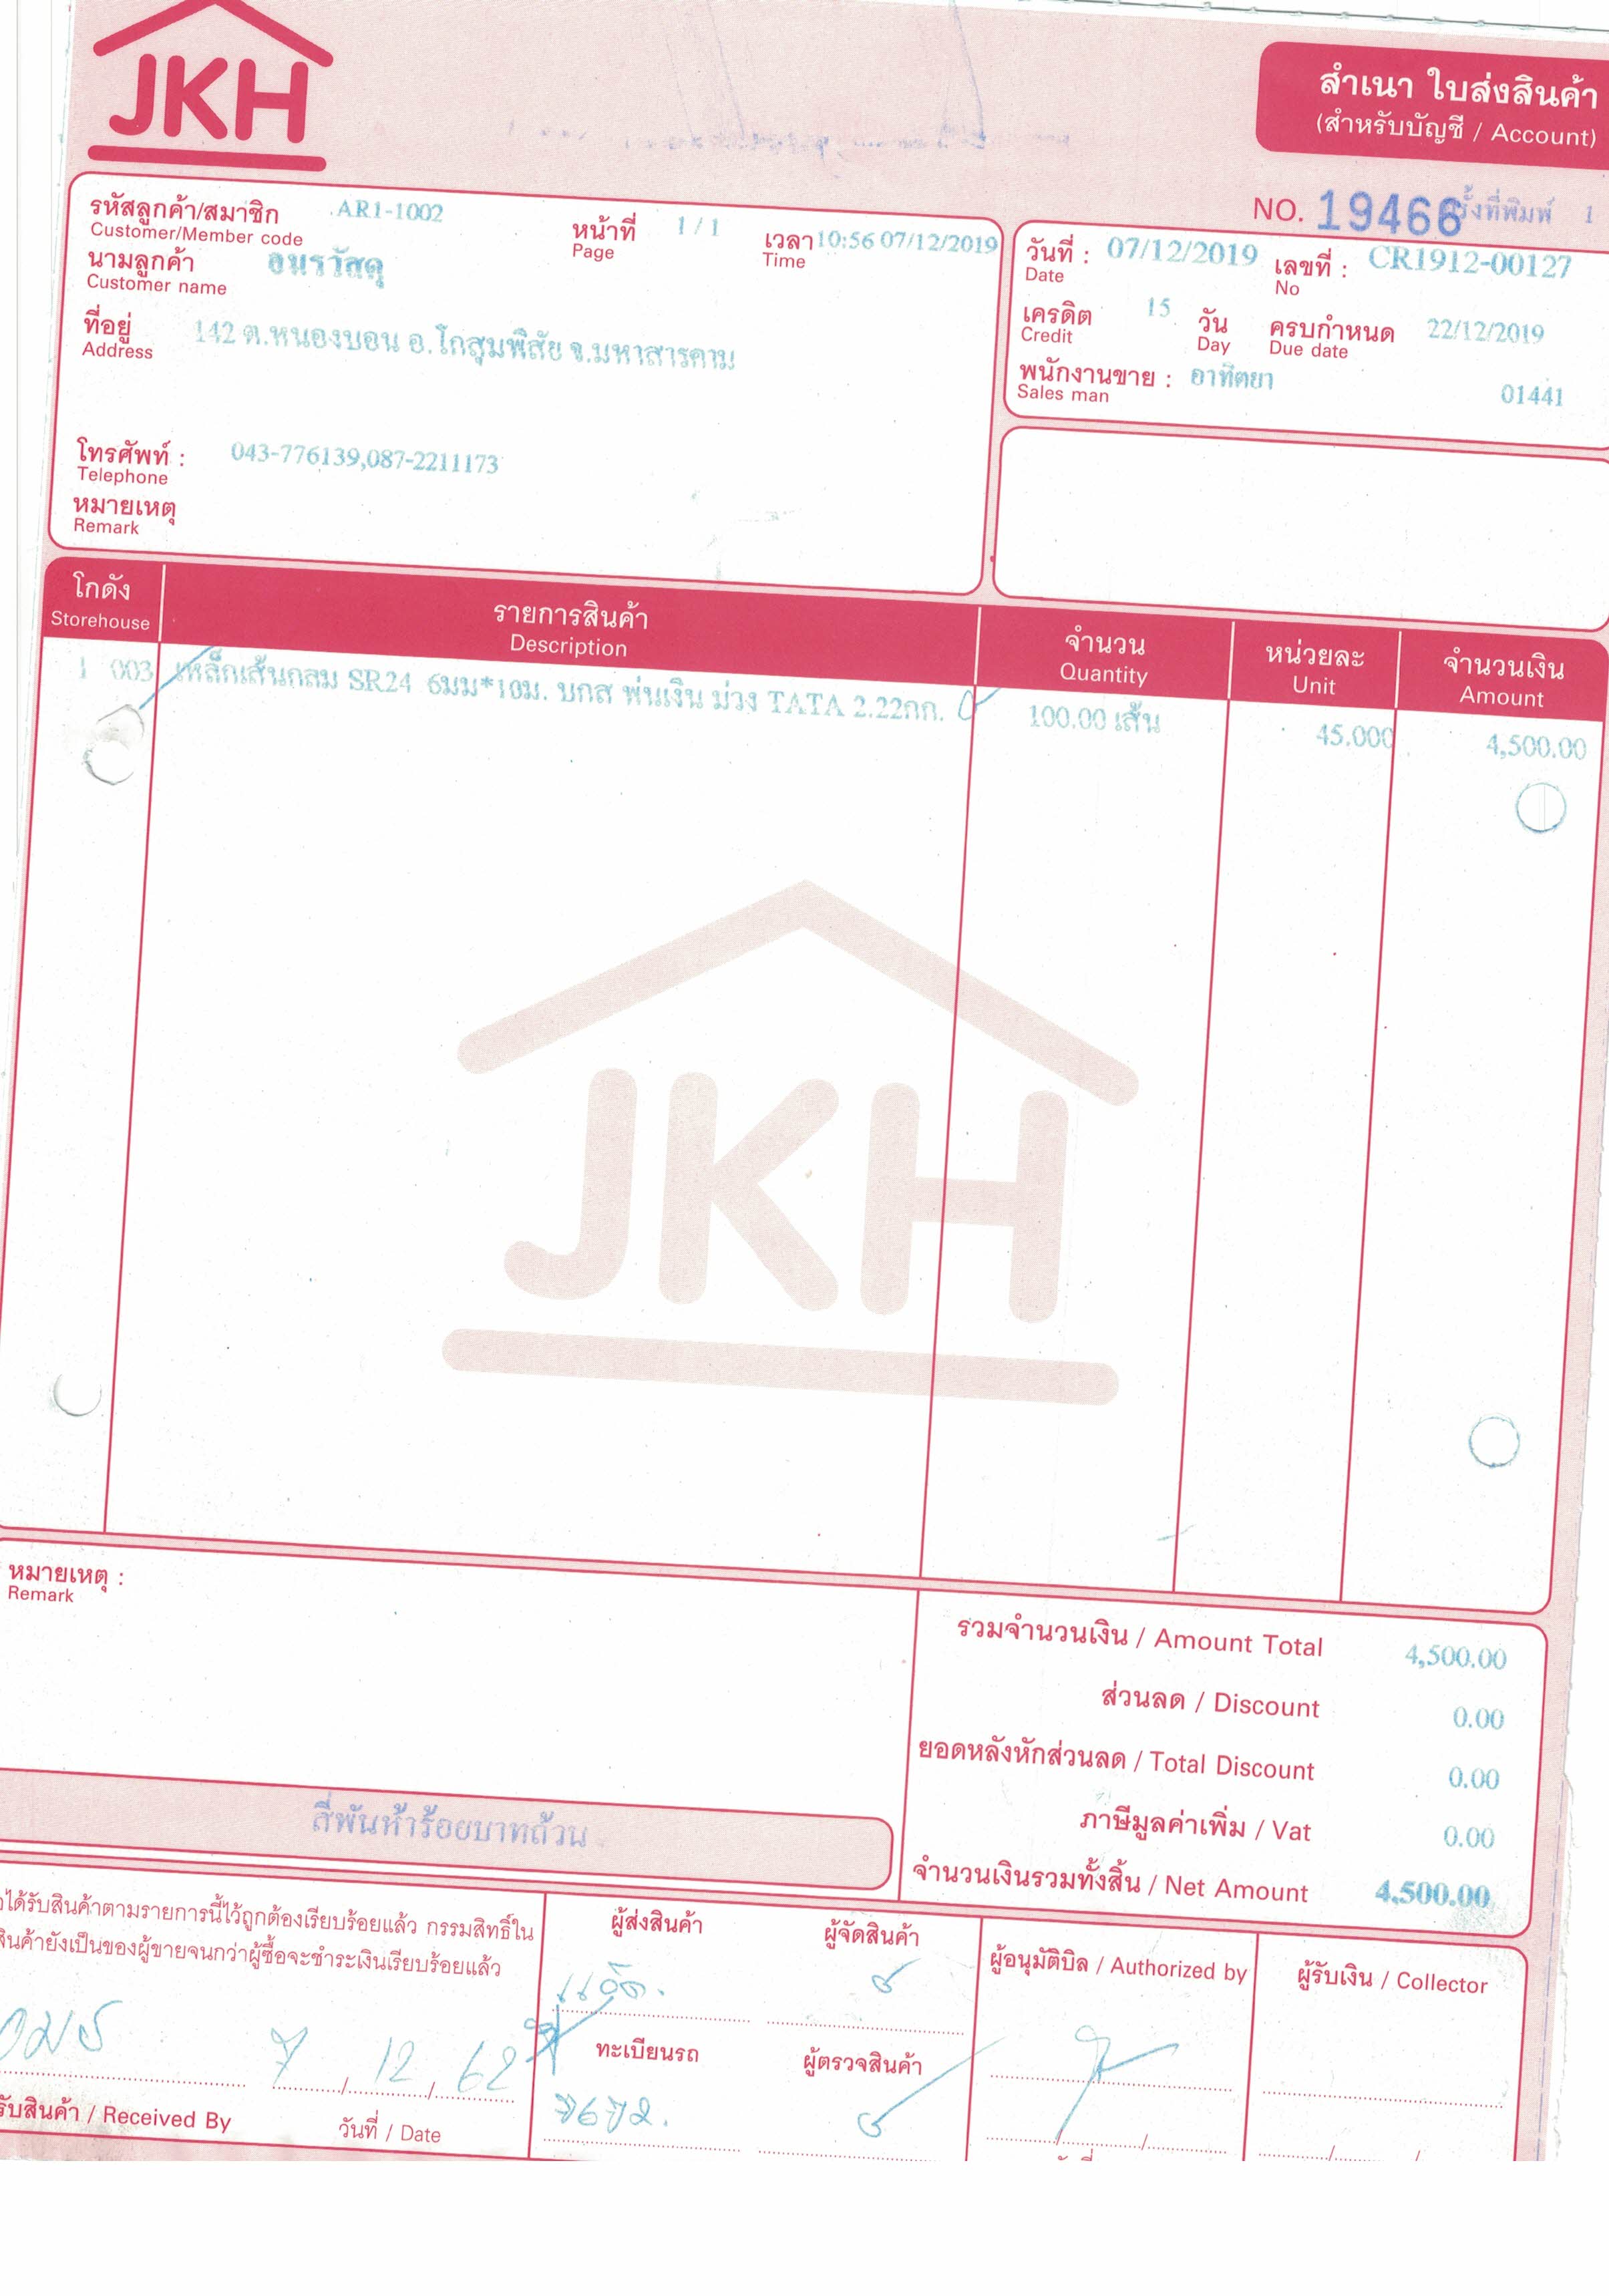 JKH
สำเนา ใบส่งสินค้า
(สำหรับบัญชี / Account)
NO. 19466 ครั้งที่พิมพ์ 1
รหัสลูกค้า/สมาชิก AR1-1002
Customer/Member code
หน้าที่ 1 / 1
Page
เวลา 10:56 07/12/2019
Time
นามลูกค้า อมรวัสดุ
Customer name
ที่อยู่ 142 ต.หนองบอน อ.โกสุมพิสัย จ.มหาสารคาม
Address
โทรศัพท์ : 043-776139,087-2211173
Telephone
หมายเหตุ
Remark
วันที่ : 07/12/2019 เลขที่ : CR1912-00127
Date No
เครดิต 15 วัน ครบกำหนด 22/12/2019
Credit Day Due date
พนักงานขาย : อาทิตยา 01441
Sales man
โกดัง รายการสินค้า จำนวน หน่วยละ จำนวนเงิน
Storehouse Description Quantity Unit Amount
1 003 เหล็กเส้นกลม SR24 6มม*10ม. บกส พ่นเงิน ม่วง TATA 2.22กก. 100.00 เส้น 45.000 4,500.00
JKH
หมายเหตุ :
Remark
รวมจำนวนเงิน / Amount Total 4,500.00
ส่วนลด / Discount 0.00
ยอดหลังหักส่วนลด / Total Discount 0.00
ภาษีมูลค่าเพิ่ม / Vat 0.00
จำนวนเงินรวมทั้งสิ้น / Net Amount 4,500.00
สี่พันห้าร้อยบาทถ้วน
ได้รับสินค้าตามรายการนี้ไว้ถูกต้องเรียบร้อยแล้ว กรรมสิทธิ์ใน
สินค้ายังเป็นของผู้ขายจนกว่าผู้ซื้อจะชำระเงินเรียบร้อยแล้ว
อมร 7 / 12 / 62
รับสินค้า / Received By วันที่ / Date
ผู้ส่งสินค้า ผู้จัดสินค้า
ทะเบียนรถ ผู้ตรวจสินค้า
ผู้อนุมัติบิล / Authorized by
ผู้รับเงิน / Collector